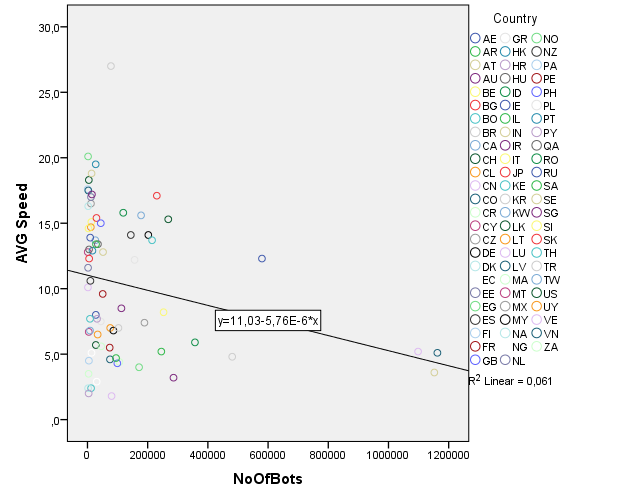 Country
AE GR NO
AR HK NZ
AT HR PA
AU HU PE
BE ID PH
BG IE PL
BO IL PT
BR IN PY
CA IR QA
CH IT RO
CL JP RU
CN KE SA
CO KR SE
CR KW SG
CY LK SI
CZ LT SK
DE LU TH
DK LV TR
EC MA TW
EE MT US
EG MX UY
ES MY VE
FI NA VN
FR NG ZA
GB NL
R² Linear = 0,061
AVG Speed
30,0
25,0
20,0
15,0
10,0
5,0
,0
y=11,03-5,76E-6*x
0 200000 400000 600000 800000 1000000 1200000
NoOfBots